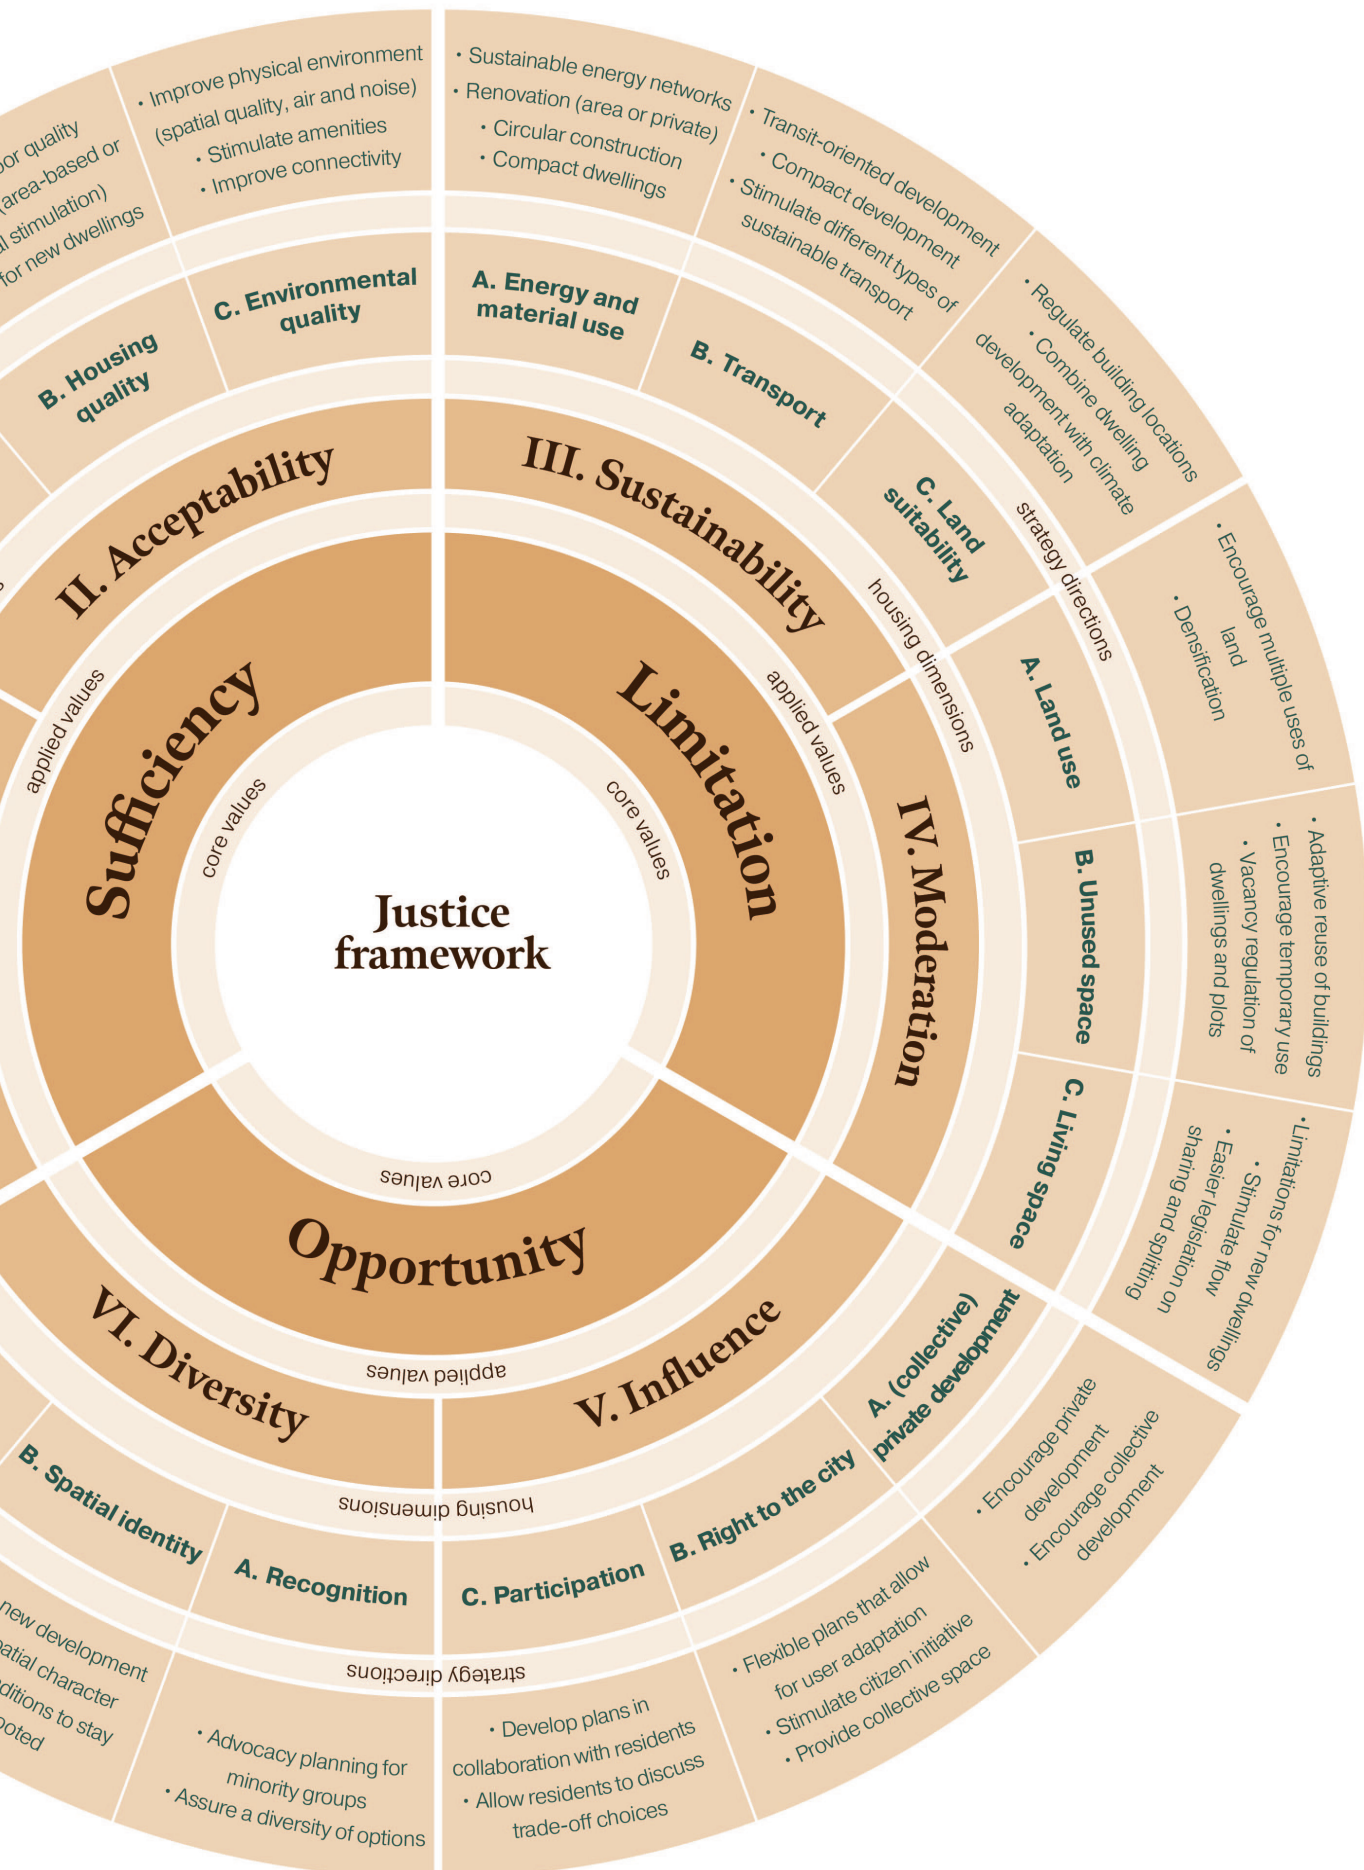 Justice
framework
core values
core values
core values
Sufficiency
Limitation
Opportunity
applied values
applied values
applied values
II. Acceptability
III. Sustainability
IV. Moderation
V. Influence
VI. Diversity
housing dimensions
housing dimensions
B. Housing
quality
C. Environmental
quality
A. Energy and
material use
B. Transport
C. Land
suitability
A. Land use
B. Unused space
C. Living space
A. (collective)
private development
B. Right to the city
C. Participation
A. Recognition
B. Spatial identity
strategy directions
strategy directions
quality
(area-based or
stimulation)
for new dwellings
• Improve physical environment
(spatial quality, air and noise)
• Stimulate amenities
• Improve connectivity
• Sustainable energy networks
• Renovation (area or private)
• Circular construction
• Compact dwellings
• Transit-oriented development
• Compact development
• Stimulate different types of
sustainable transport
• Regulate building locations
• Combine dwelling
development with climate
adaptation
• Encourage multiple uses of
land
• Densification
• Adaptive reuse of buildings
• Encourage temporary use
• Vacancy regulation of
dwellings and plots
• Limitations for new dwellings
• Stimulate flow
• Easier legislation on
sharing and splitting
• Encourage private
development
• Encourage collective
development
• Flexible plans that allow
for user adaptation
• Stimulate citizen initiative
• Provide collective space
• Develop plans in
collaboration with residents
• Allow residents to discuss
trade-off choices
• Advocacy planning for
minority groups
• Assure a diversity of options
new development
character
to stay